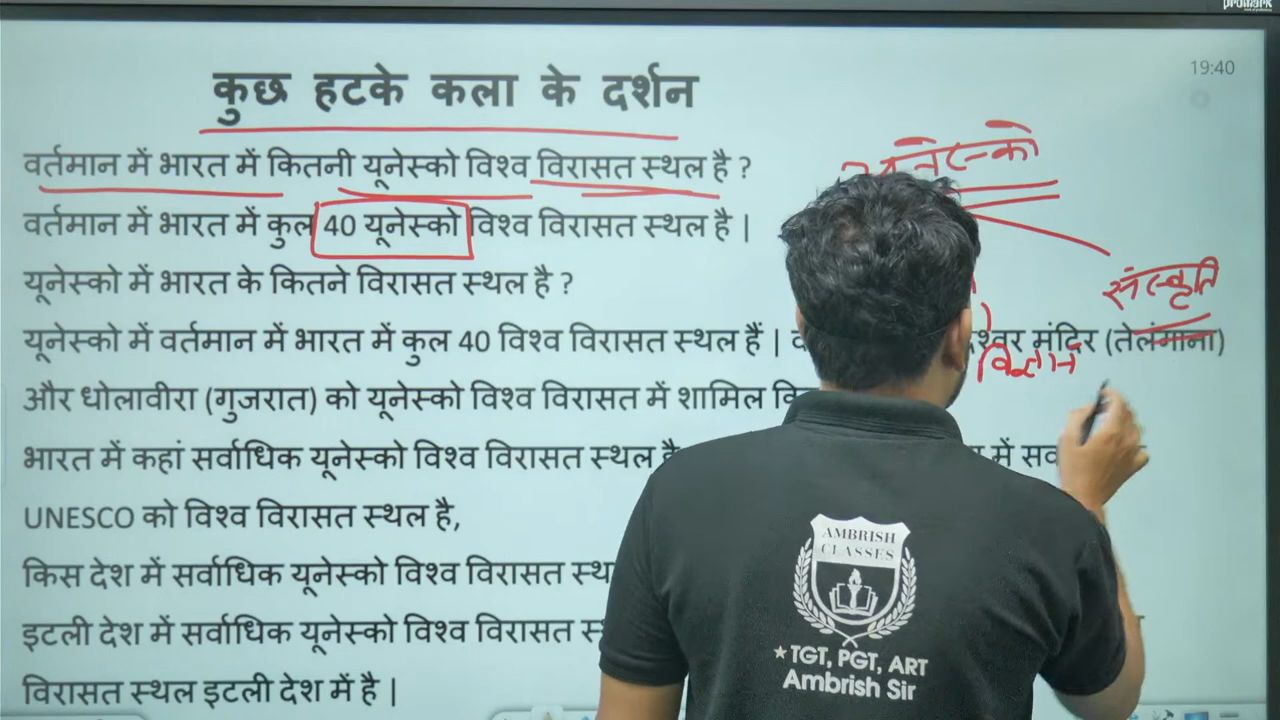 promark
19:40
कुछ हटके कला के दर्शन
वर्तमान में भारत में कितनी यूनेस्को विश्व विरासत स्थल है ?
वर्तमान में भारत में कुल 40 यूनेस्को विश्व विरासत स्थल है |
यूनेस्को में भारत के कितने विरासत स्थल है ?
संस्कृति
यूनेस्को में वर्तमान में भारत में कुल 40 विश्व विरासत स्थल हैं | मंदिर (तेलंगाना)
और धोलावीरा (गुजरात) को यूनेस्को विश्व विरासत में शामिल
भारत में कहां सर्वाधिक यूनेस्को विश्व विरासत स्थल में
UNESCO को विश्व विरासत स्थल है,
किस देश में सर्वाधिक यूनेस्को विश्व विरासत
इटली देश में सर्वाधिक यूनेस्को विश्व विरासत
विरासत स्थल इटली देश में है |
AMBRISH
CLASSES
★TGT, PGT, ART
Ambrish Sir